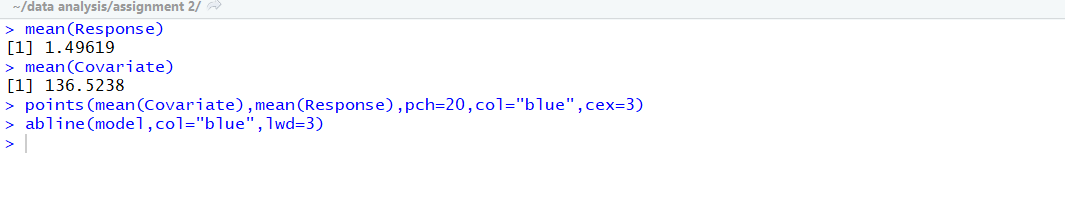 ~/data analysis/assignment 2/
> mean(Response)
[1] 1.49619
> mean(Covariate)
[1] 136.5238
> points(mean(Covariate),mean(Response),pch=20,col="blue",cex=3)
> abline(model,col="blue",lwd=3)
>